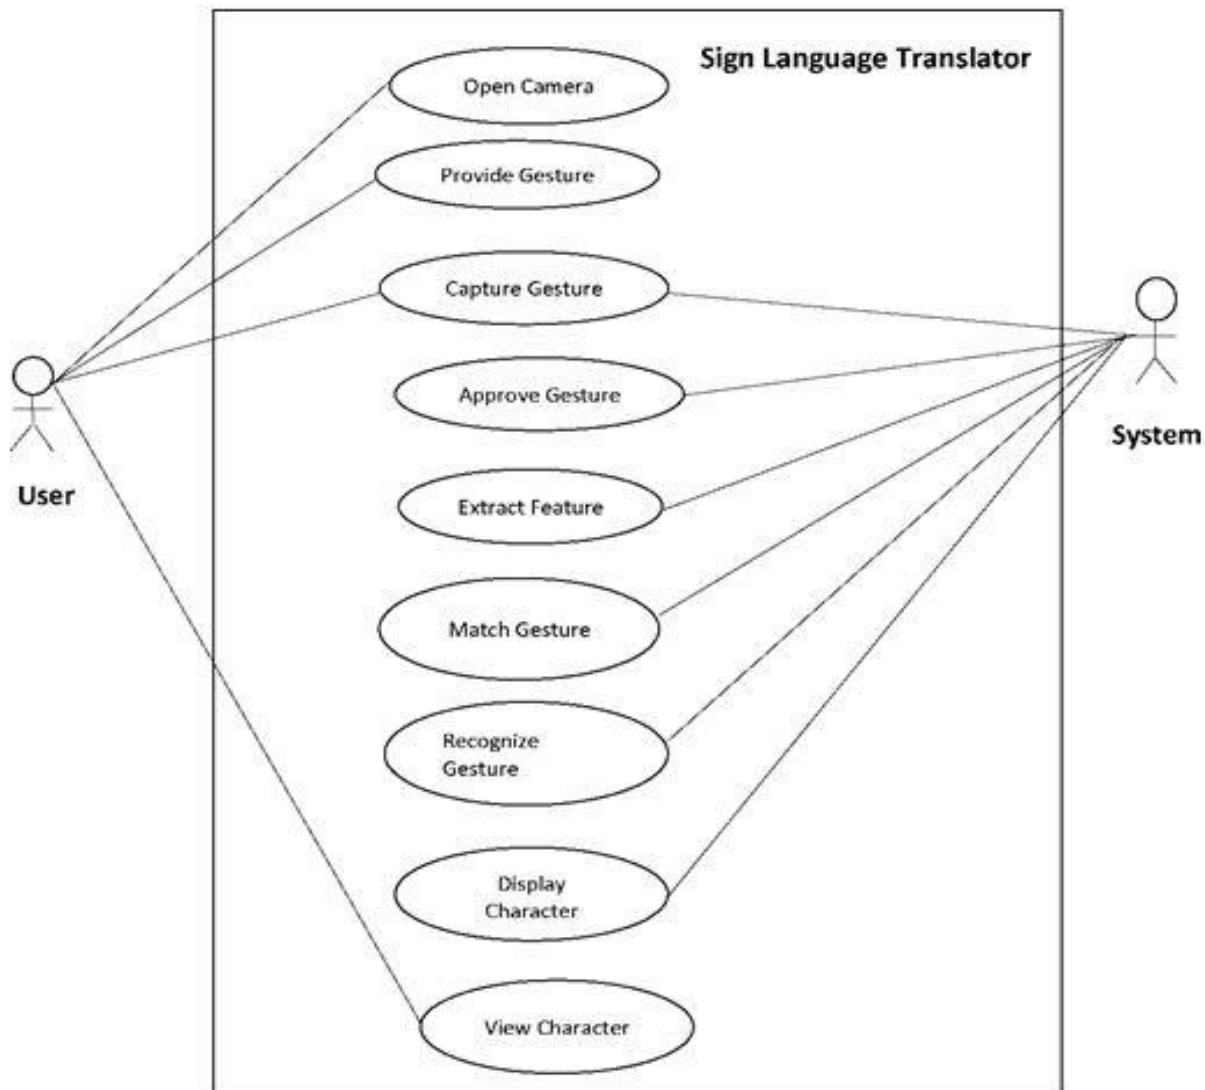 Sign Language Translator
Open Camera
Provide Gesture
Capture Gesture
Approve Gesture
System
User
Extract Feature
Match Gesture
Recognize
Gesture
Display
Character
View Character